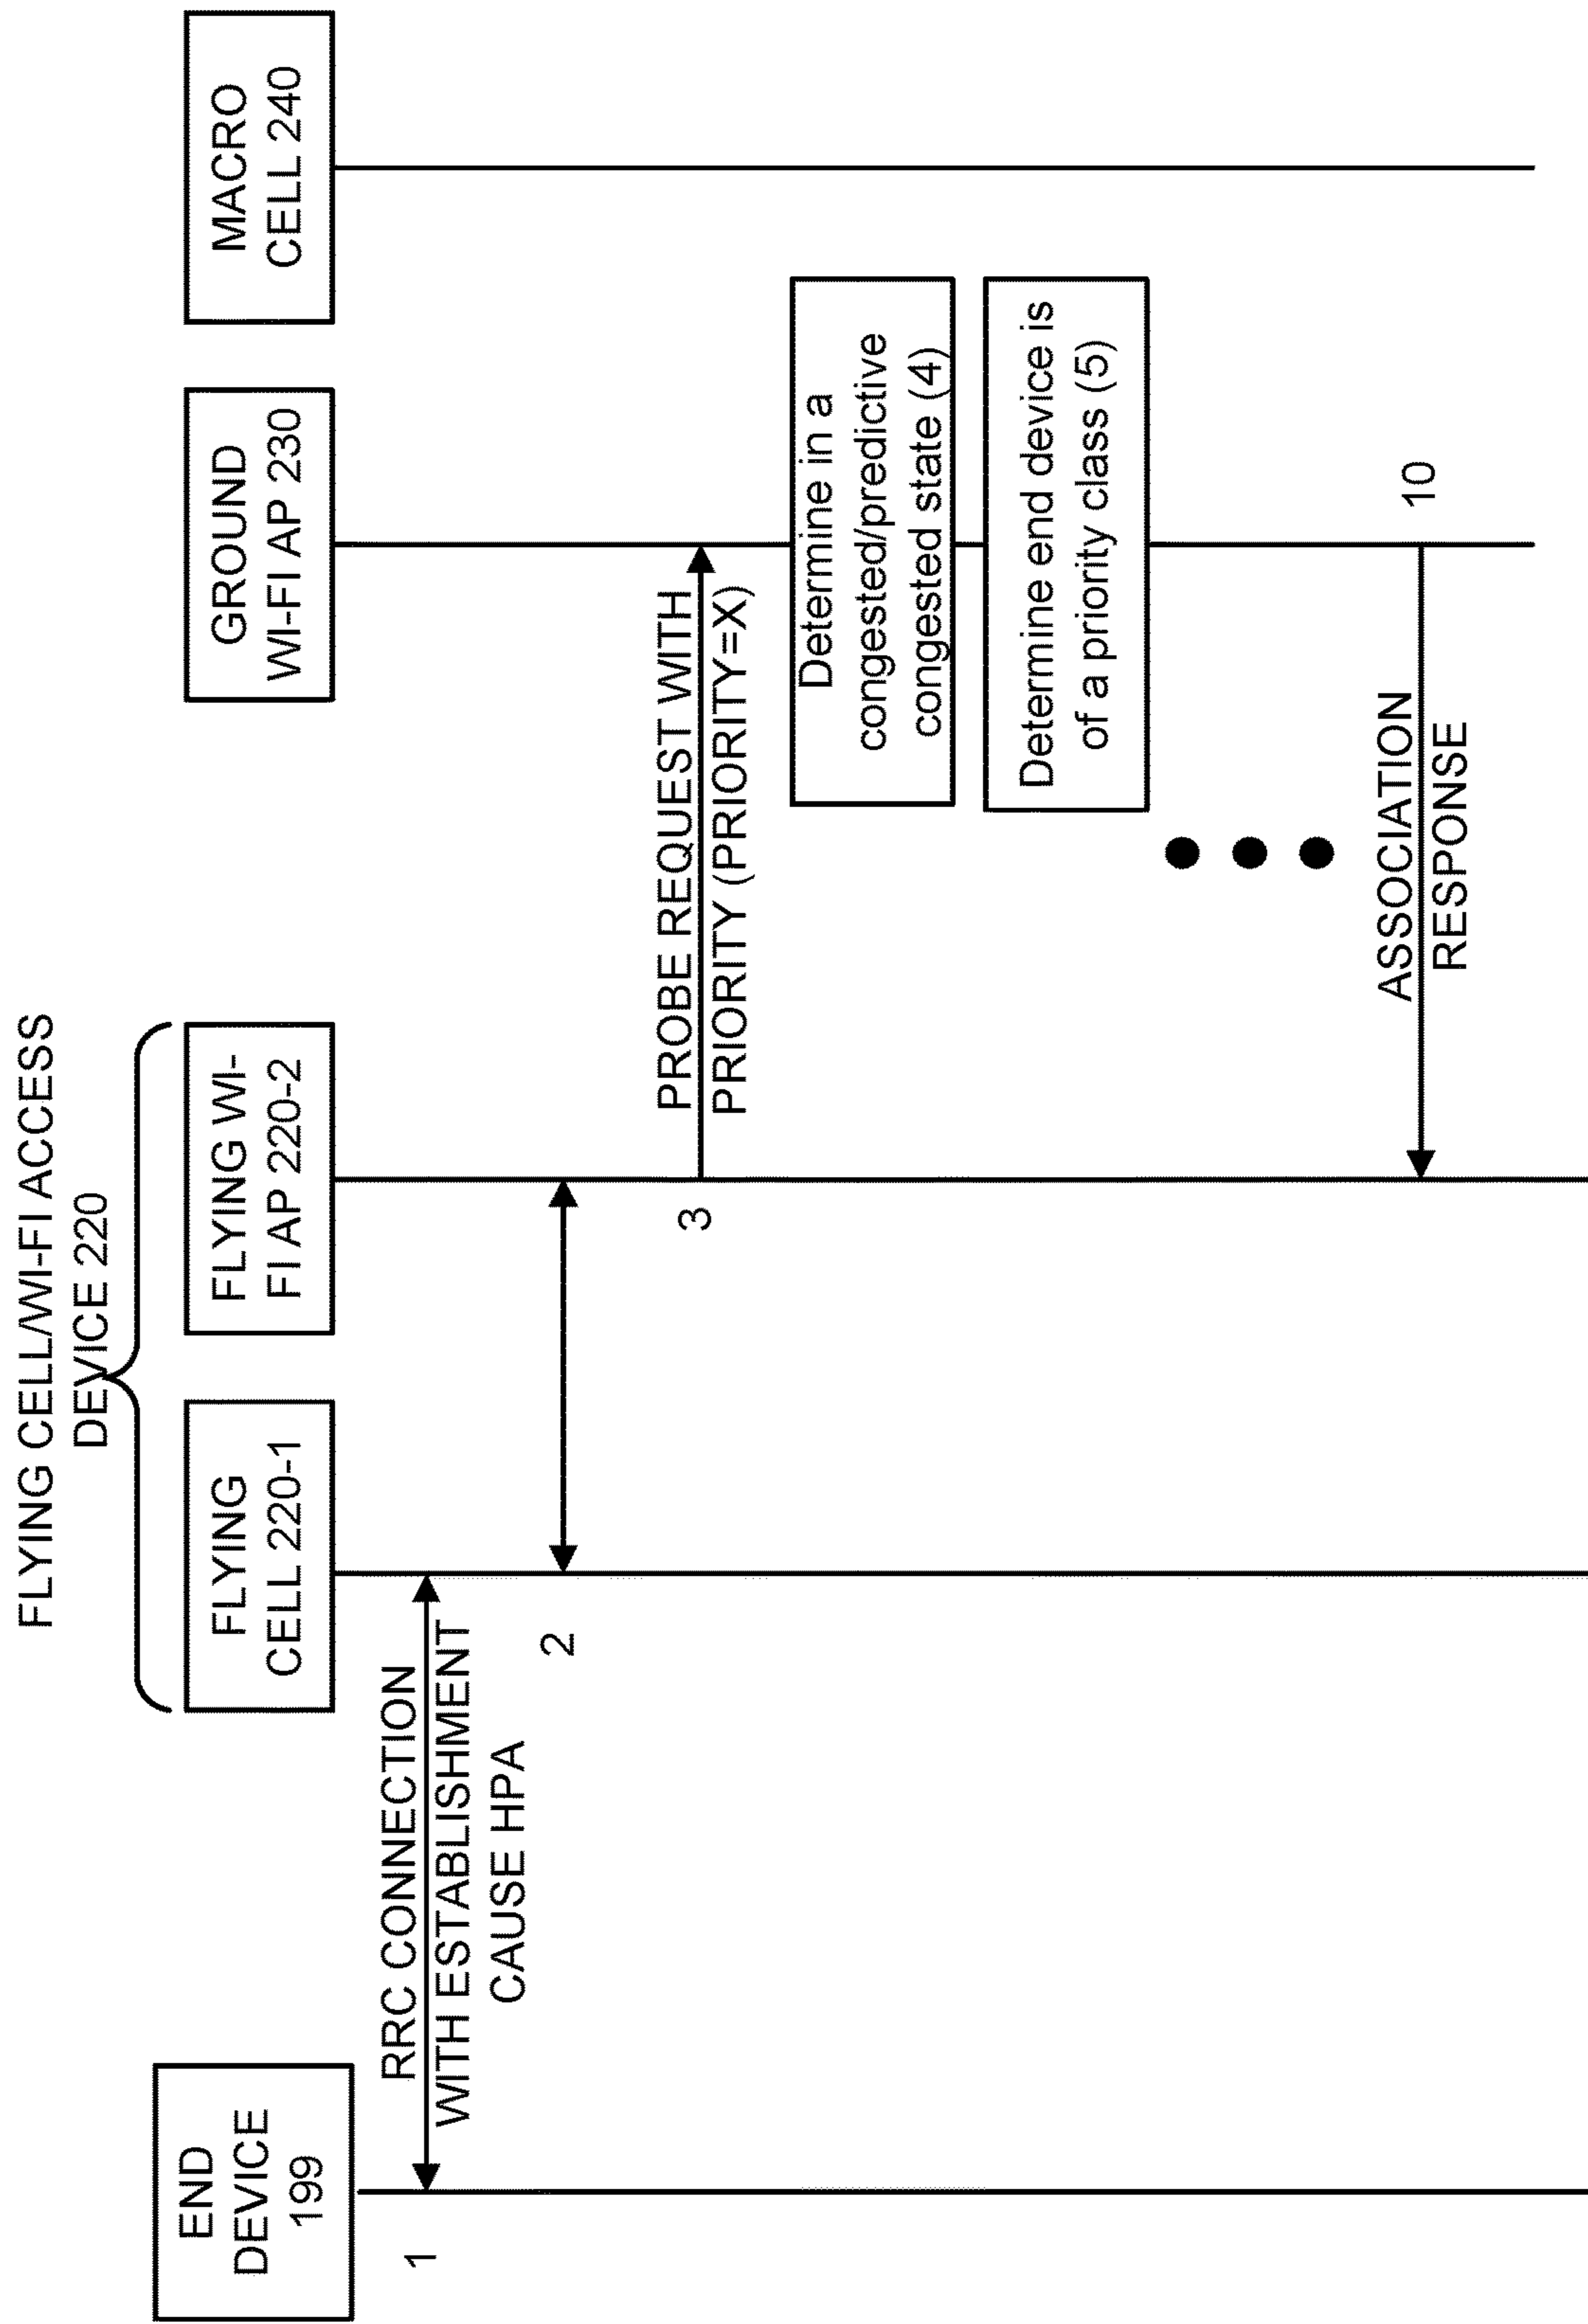 FLYING CELL/WI-FI ACCESS
DEVICE 220
END
DEVICE
199
FLYING
CELL 220-1
FLYING WI-
FI AP 220-2
GROUND
WI-FI AP 230
MACRO
CELL 240
1
RRC CONNECTION
WITH ESTABLISHMENT
CAUSE HPA
2
3
PROBE REQUEST WITH
PRIORITY (PRIORITY=X)
Determine in a
congested/predictive
congested state (4)
Determine end device is
of a priority class (5)
ASSOCIATION
RESPONSE
10